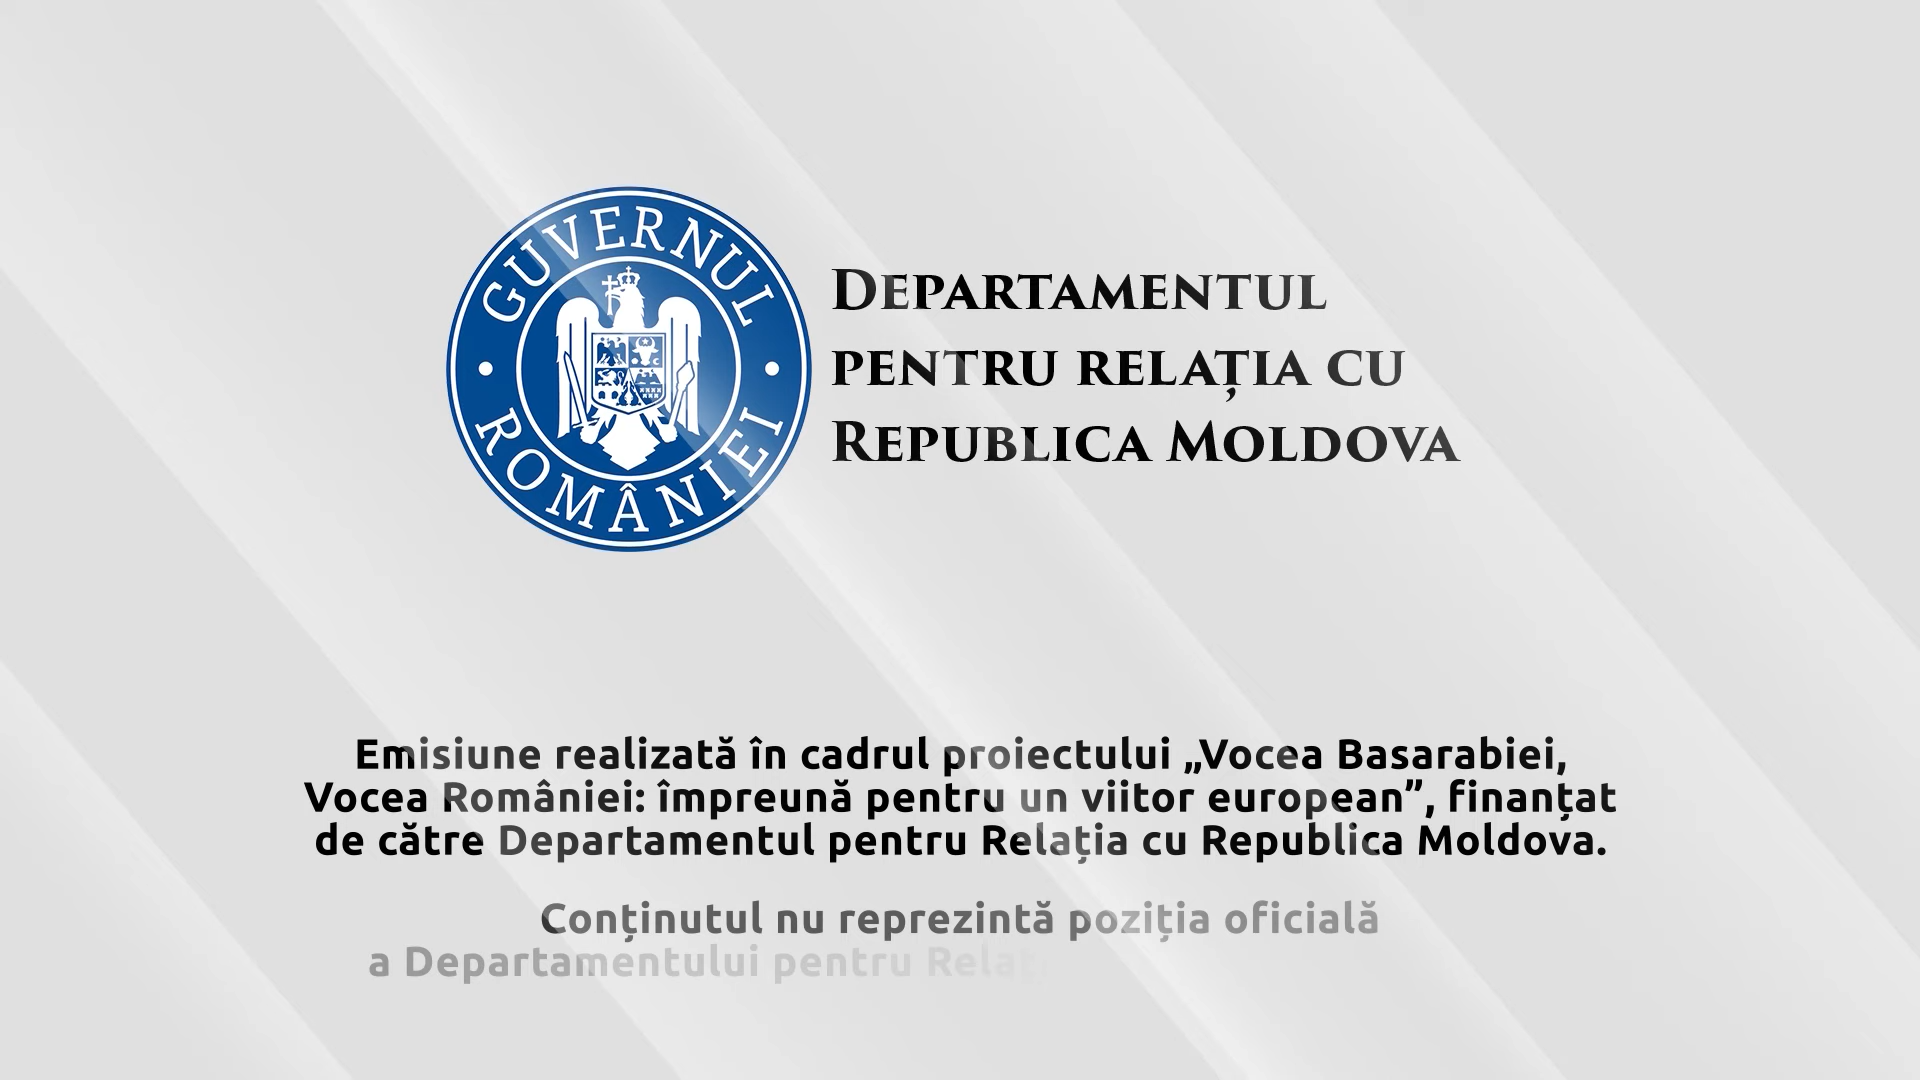 GUVERNUL
ROMÂNIEI
Departamentul
pentru relația cu
Republica Moldova
Emisiune realizată în cadrul proiectului „Vocea Basarabiei,
Vocea României: împreună pentru un viitor european”, finanțat
de către Departamentul pentru Relația cu Republica Moldova.
Conținutul nu reprezintă poziția oficială
a Departamentului pentru